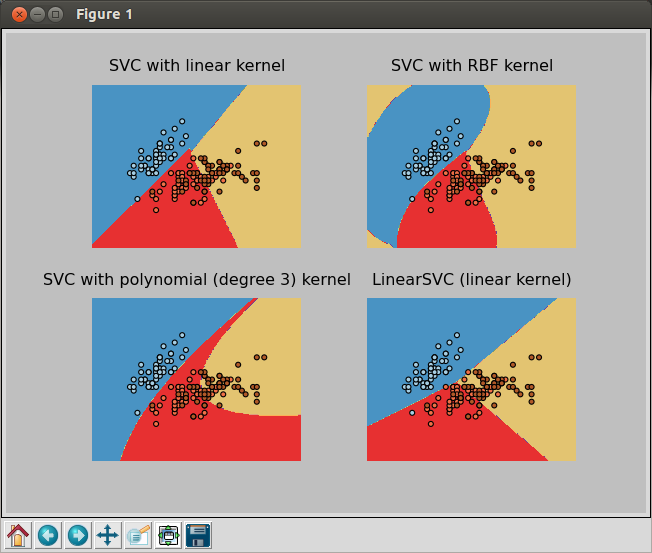 Figure 1
SVC with linear kernel
SVC with RBF kernel
SVC with polynomial (degree 3) kernel
LinearSVC (linear kernel)